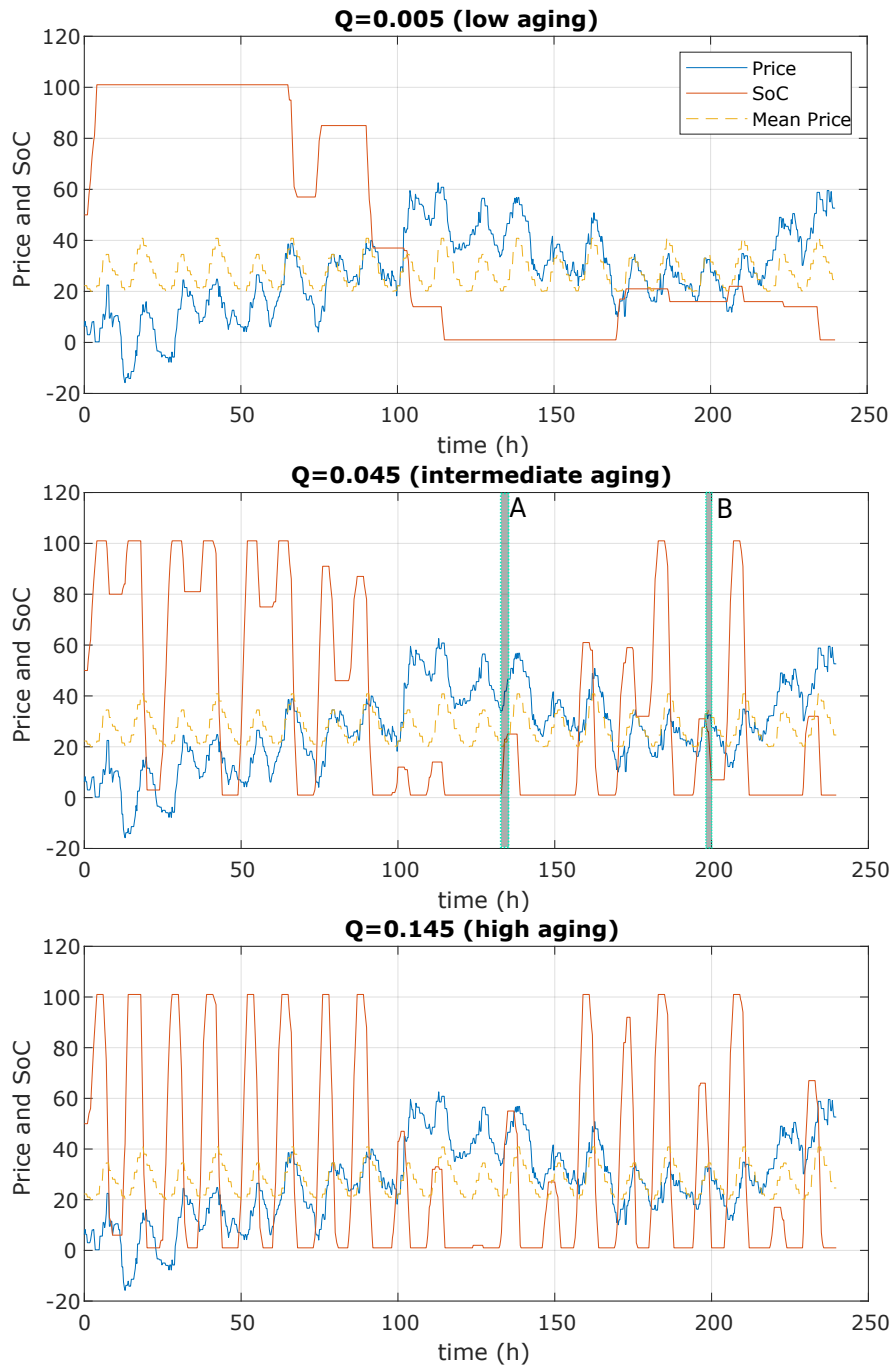 Q=0.005 (low aging)
120
100
80
60
40
20
0
-20
Price and SoC
Price
SoC
Mean Price
0 50 100 150 200 250
time (h)
Q=0.045 (intermediate aging)
120
100
80
60
40
20
0
-20
Price and SoC
A
B
0 50 100 150 200 250
time (h)
Q=0.145 (high aging)
120
100
80
60
40
20
0
-20
Price and SoC
0 50 100 150 200 250
time (h)